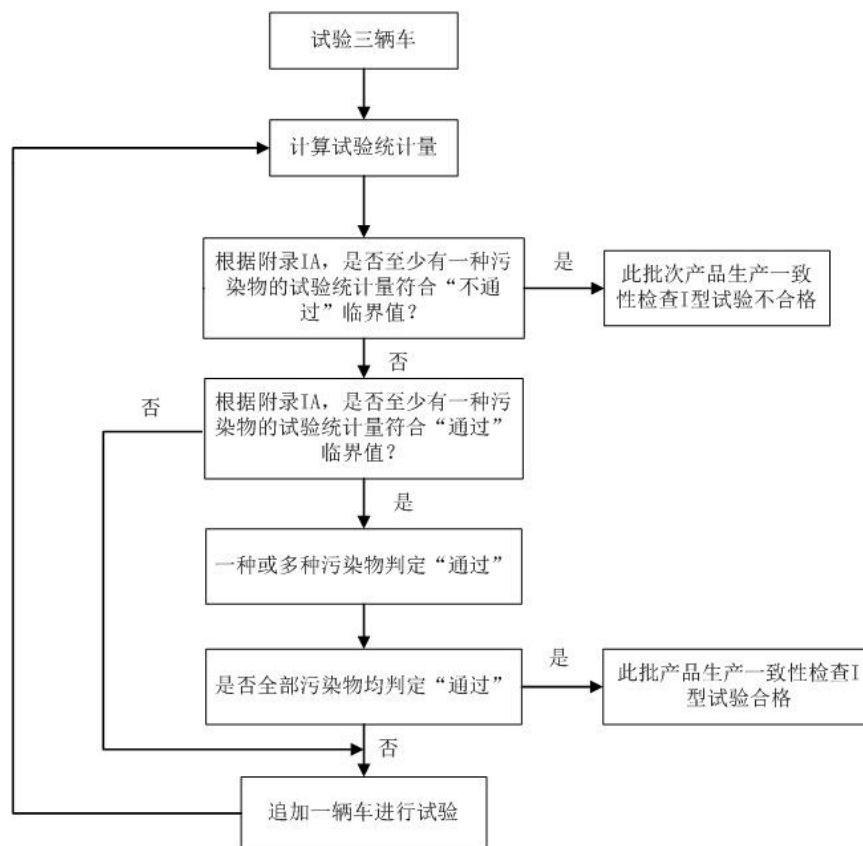 试验三辆车
计算试验统计量
根据附录IA，是否至少有一种污
染物的试验统计量符合“不通
过”临界值？
是
此批次产品生产一致
性检查I型试验不合格
否
否
根据附录IA，是否至少有一种污
染物的试验统计量符合“通过”
临界值？
是
一种或多种污染物判定“通过”
是否全部污染物均判定“通过”
是
此批产品生产一致性检查I
型试验合格
否
追加一辆车进行试验